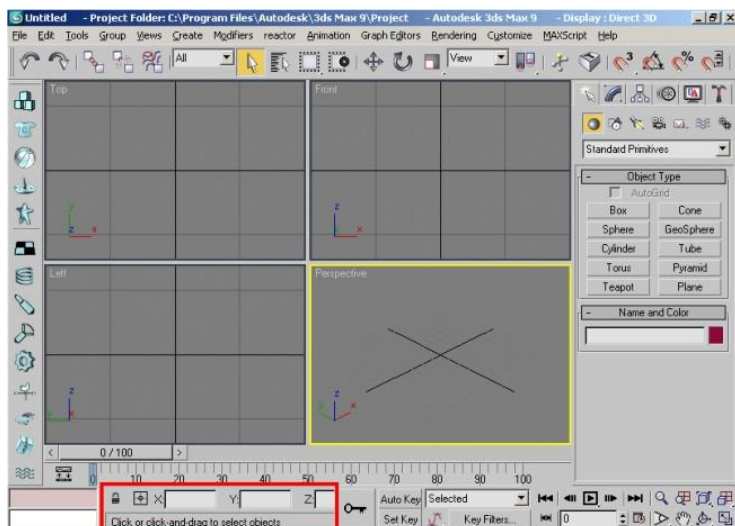 Untitled - Project Folder: C:\Program Files\Autodesk\3ds Max 9\Project - Autodesk 3ds Max 9 - Display : Direct 3D
File Edit Tools Group Views Create Modifiers reactor Animation Graph Editors Rendering Customize MAXScript Help
All View
Top Front
Standard Primitives
- Object Type
AutoGrid
Box Cone
Sphere GeoSphere
Cylinder Tube
Torus Pyramid
Teapot Plane
- Name and Color
y z
z x x
Left Perspective
z z
y x y x
< 0 / 100 >
0 10 20 30 40 50 60 70 80 90 100
X: Y: Z: Auto Key Selected
Click or click-and-drag to select objects Set Key Key Filters... 0